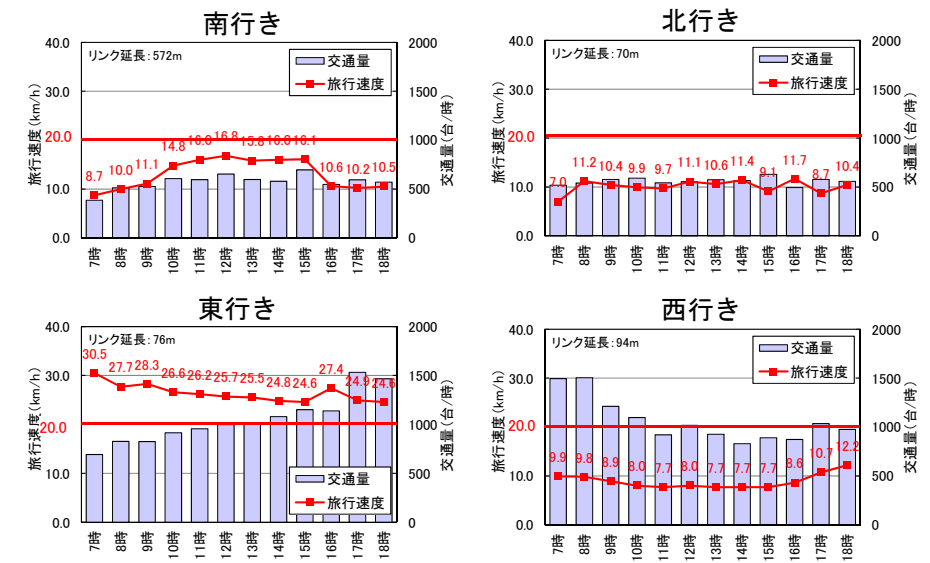 南行き
リンク延長：572m
交通量
旅行速度
40.0
30.0
20.0
10.0
0.0
旅行速度(km/h)
2000
1500
1000
500
0
交通量(台/時)
8.7 10.0 11.1 14.8 16.0 16.8 15.8 16.0 16.1 10.6 10.2 10.5
7時 8時 9時 10時 11時 12時 13時 14時 15時 16時 17時 18時
北行き
リンク延長：70m
交通量
旅行速度
40.0
30.0
20.0
10.0
0.0
旅行速度(km/h)
2000
1500
1000
500
0
交通量(台/時)
7.0 11.2 10.4 9.9 9.7 11.1 10.6 11.4 9.1 11.7 8.7 10.4
7時 8時 9時 10時 11時 12時 13時 14時 15時 16時 17時 18時
東行き
リンク延長：76m
交通量
旅行速度
40.0
30.0
20.0
10.0
0.0
旅行速度(km/h)
2000
1500
1000
500
0
交通量(台/時)
30.5 27.7 28.3 26.6 26.2 25.7 25.5 24.8 24.6 27.4 24.9 24.6
7時 8時 9時 10時 11時 12時 13時 14時 15時 16時 17時 18時
西行き
リンク延長：94m
交通量
旅行速度
40.0
30.0
20.0
10.0
0.0
旅行速度(km/h)
2000
1500
1000
500
0
交通量(台/時)
9.9 9.8 8.9 8.0 7.7 8.0 7.7 7.7 7.7 8.6 10.7 12.2
7時 8時 9時 10時 11時 12時 13時 14時 15時 16時 17時 18時